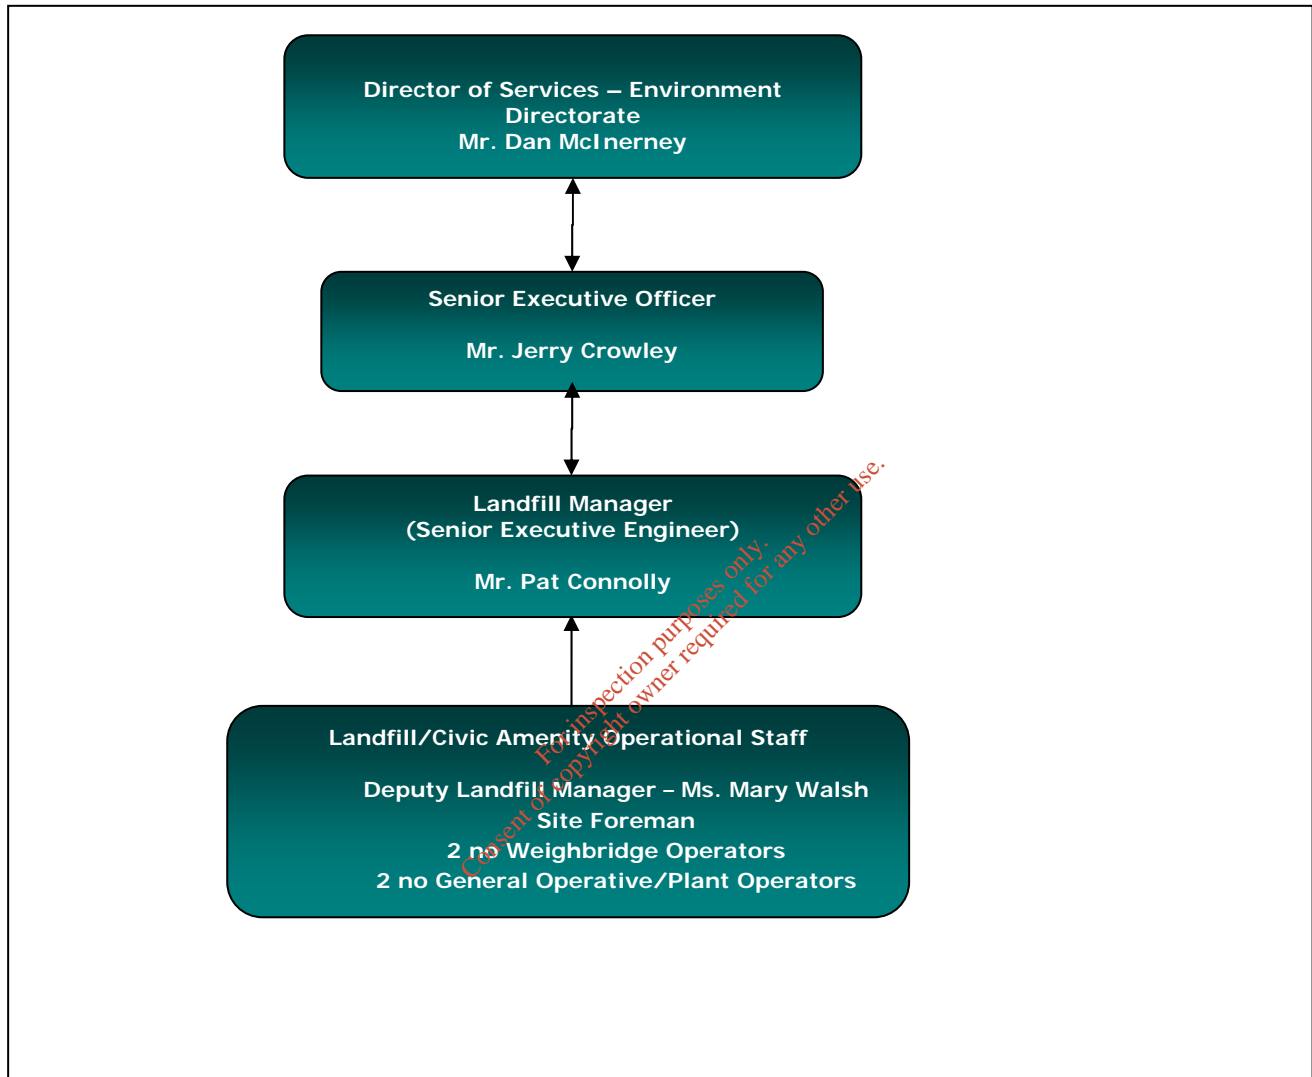 Director of Services – Environment
Directorate
Mr. Dan McInerney
Senior Executive Officer
Mr. Jerry Crowley
Landfill Manager
(Senior Executive Engineer)
Mr. Pat Connolly
Landfill/Civic Amenity Operational Staff
Deputy Landfill Manager – Ms. Mary Walsh
Site Foreman
2 no Weighbridge Operators
2 no General Operative/Plant Operators
For inspection purposes only.
Consent of copyright owner required for any other use.